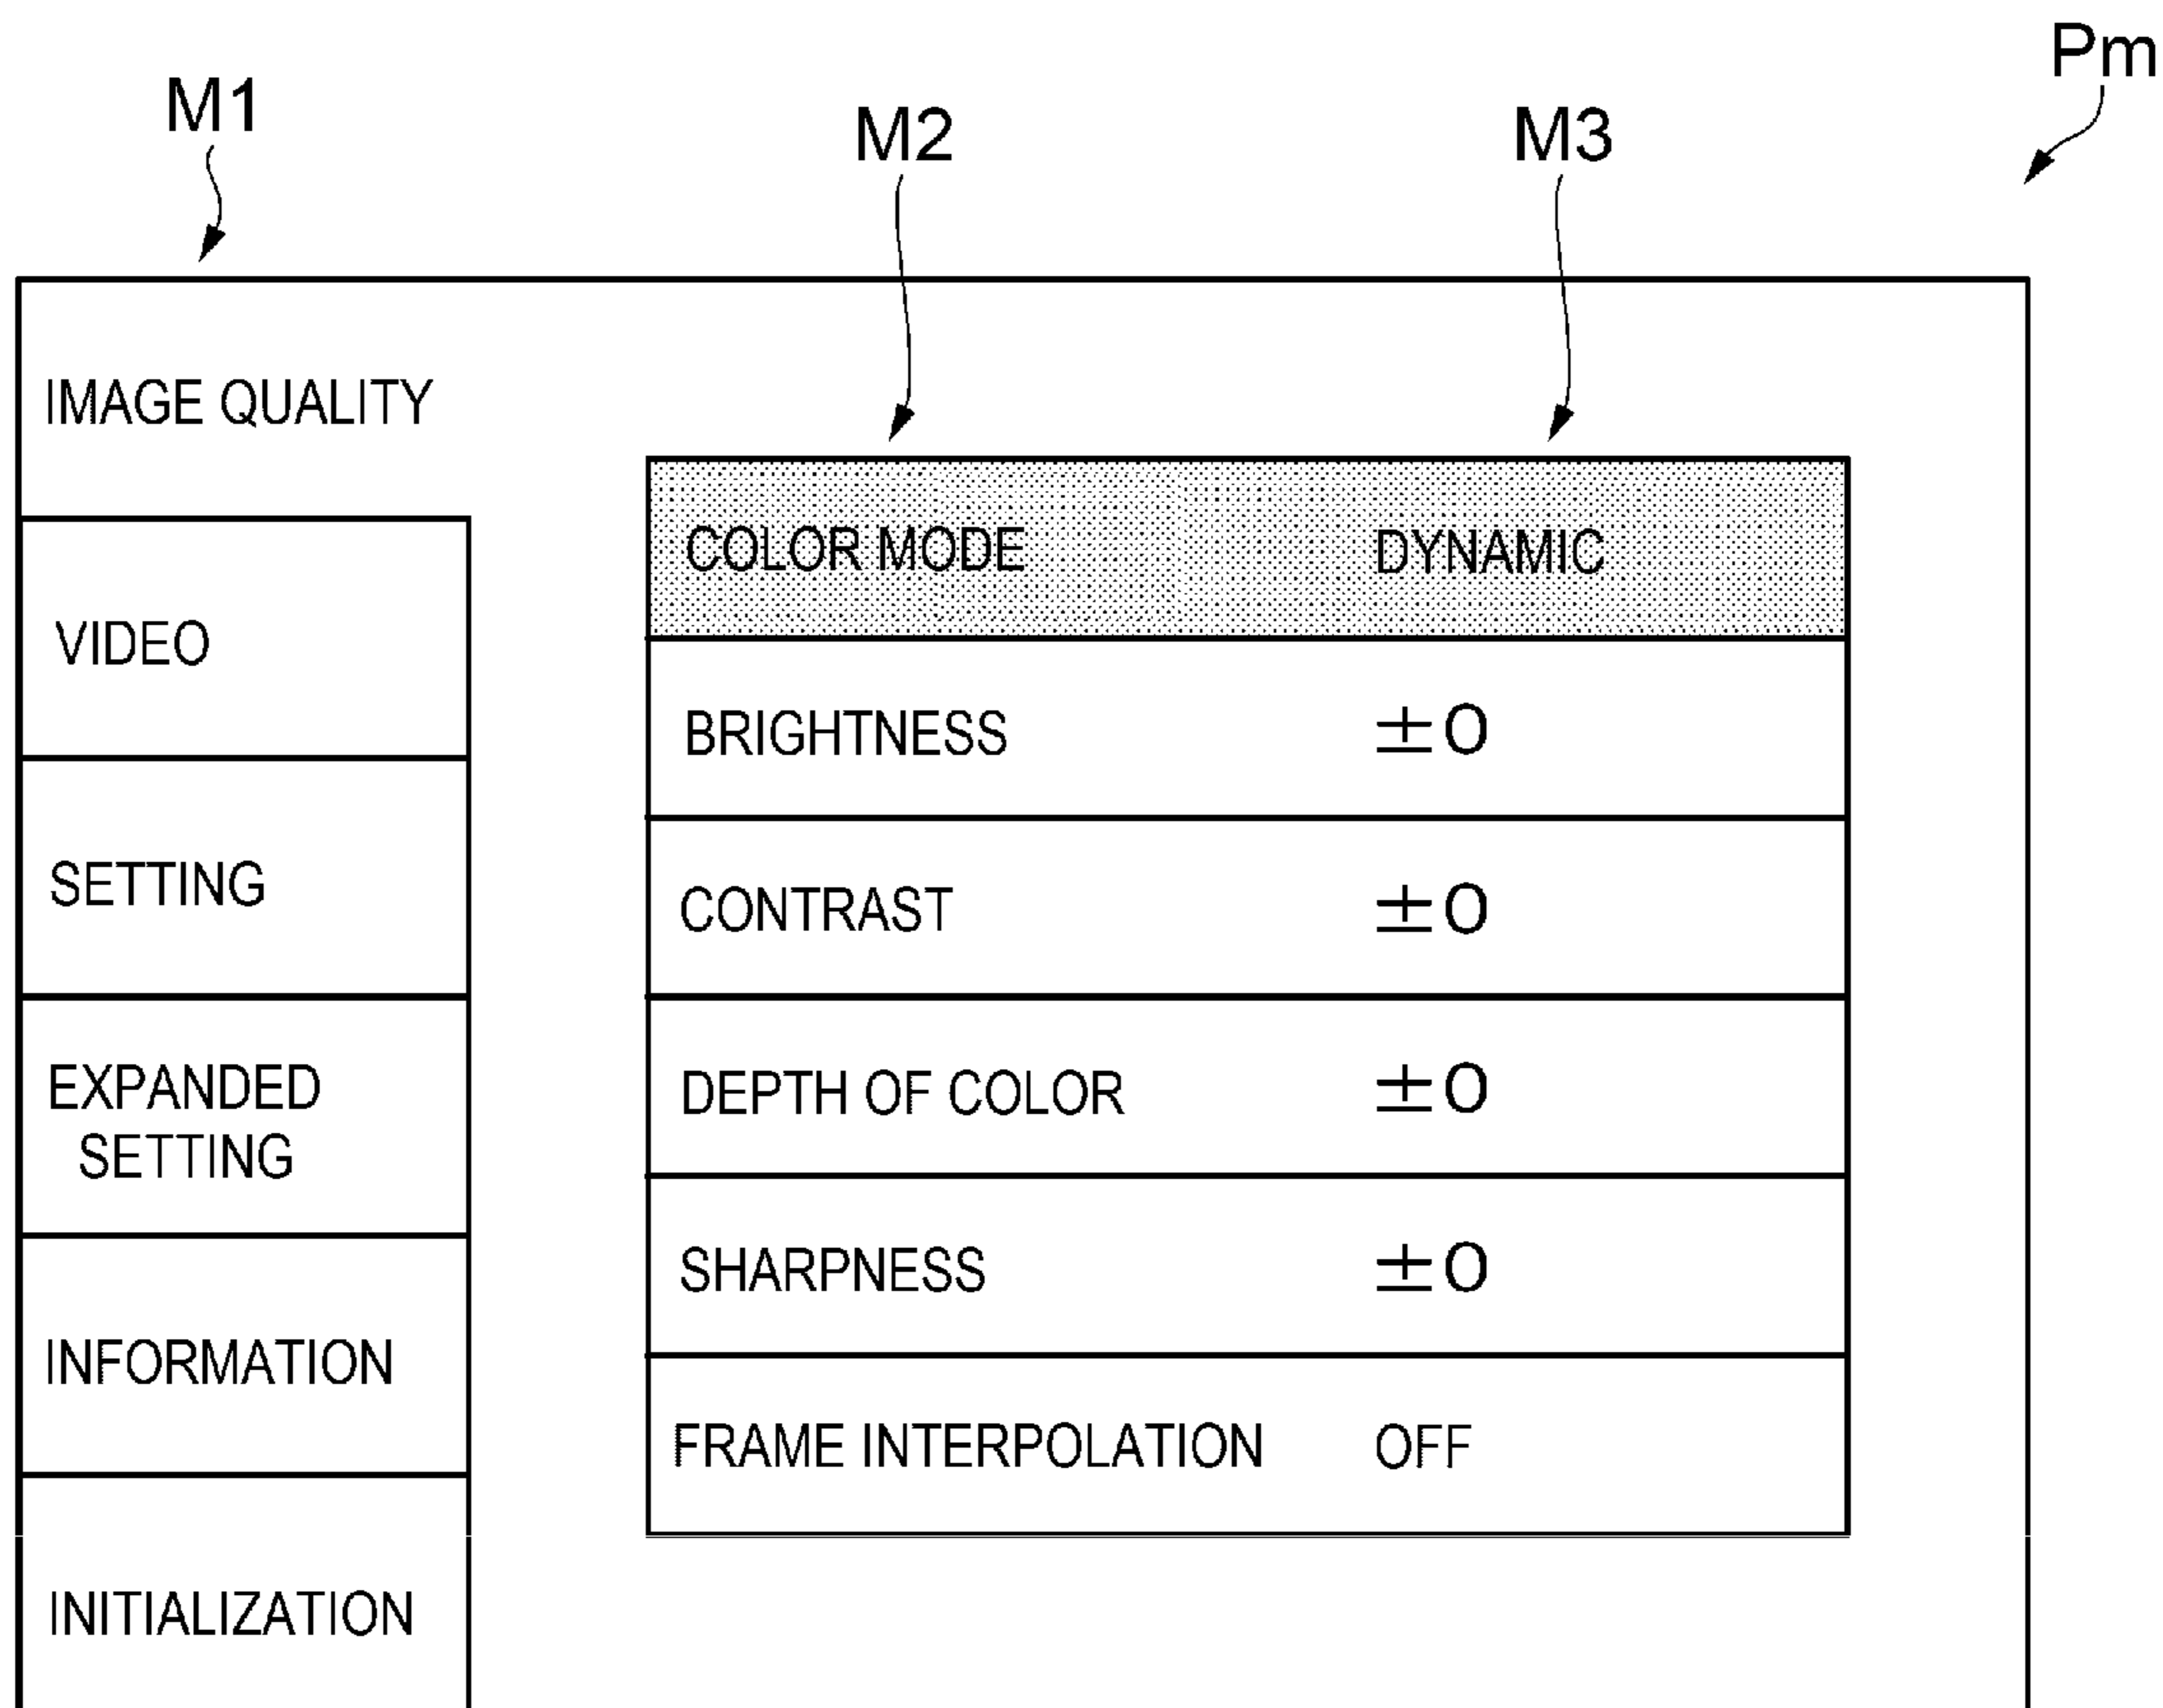 Pm
M1
M2
M3
IMAGE QUALITY
VIDEO
SETTING
EXPANDED
SETTING
INFORMATION
INITIALIZATION
COLOR MODE DYNAMIC
BRIGHTNESS ±0
CONTRAST ±0
DEPTH OF COLOR ±0
SHARPNESS ±0
FRAME INTERPOLATION OFF